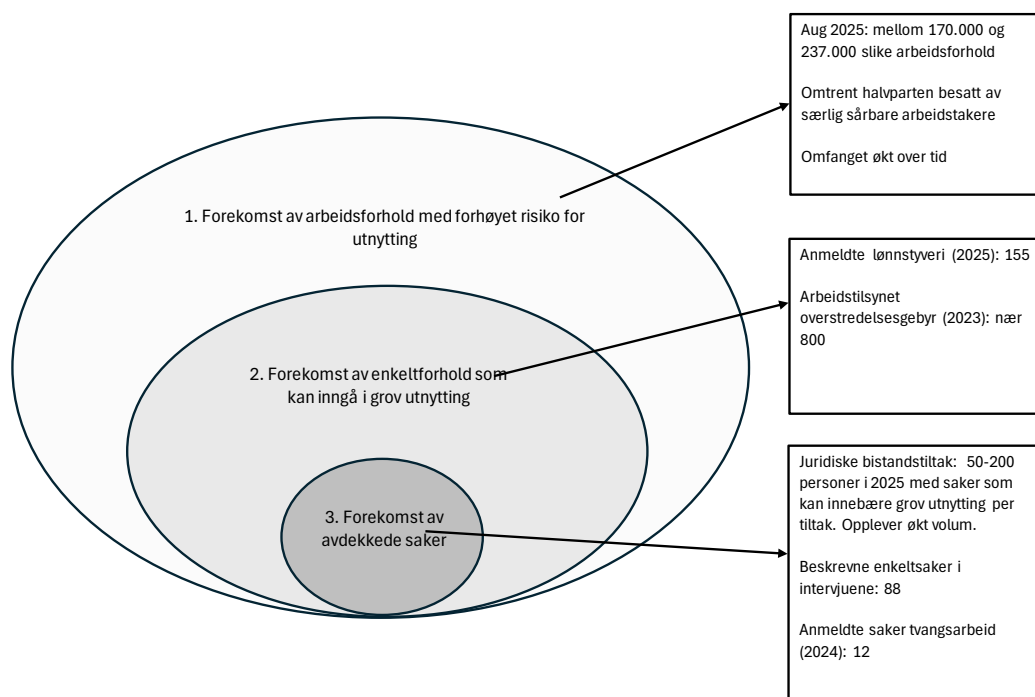 Aug 2025: mellom 170.000 og
237.000 slike arbeidsforhold
Omtrent halvparten besatt av
særlig sårbare arbeidstakere
Omfanget økt over tid
1. Forekomst av arbeidsforhold med forhøyet risiko for
utnytting
Anmeldte lønnstyveri (2025): 155
Arbeidstilsynet
overstredelsesgebyr (2023): nær
800
2. Forekomst av enkeltforhold som
kan inngå i grov utnytting
Juridiske bistandstiltak: 50-200
personer i 2025 med saker som
kan innebære grov utnytting per
tiltak. Opplever økt volum.
Beskrevne enkeltsaker i
intervjuene: 88
Anmeldte saker tvangsarbeid
(2024): 12
3. Forekomst av
avdekkede saker